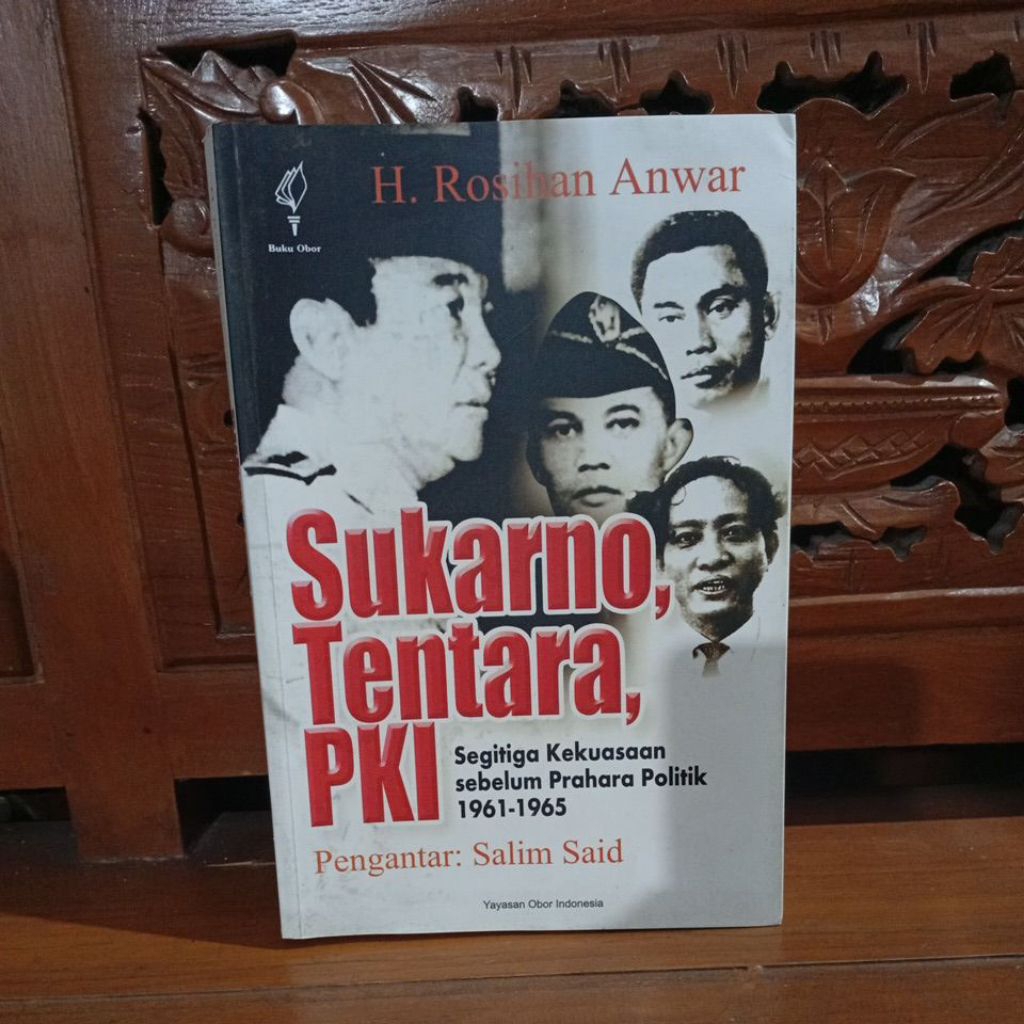 H. Rosihan Anwar
Buku Obor
Sukarno,
Tentara,
PKI
Segitiga Kekuasaan
sebelum Prahara Politik
1961-1965
Pengantar: Salim Said
Yayasan Obor Indonesia